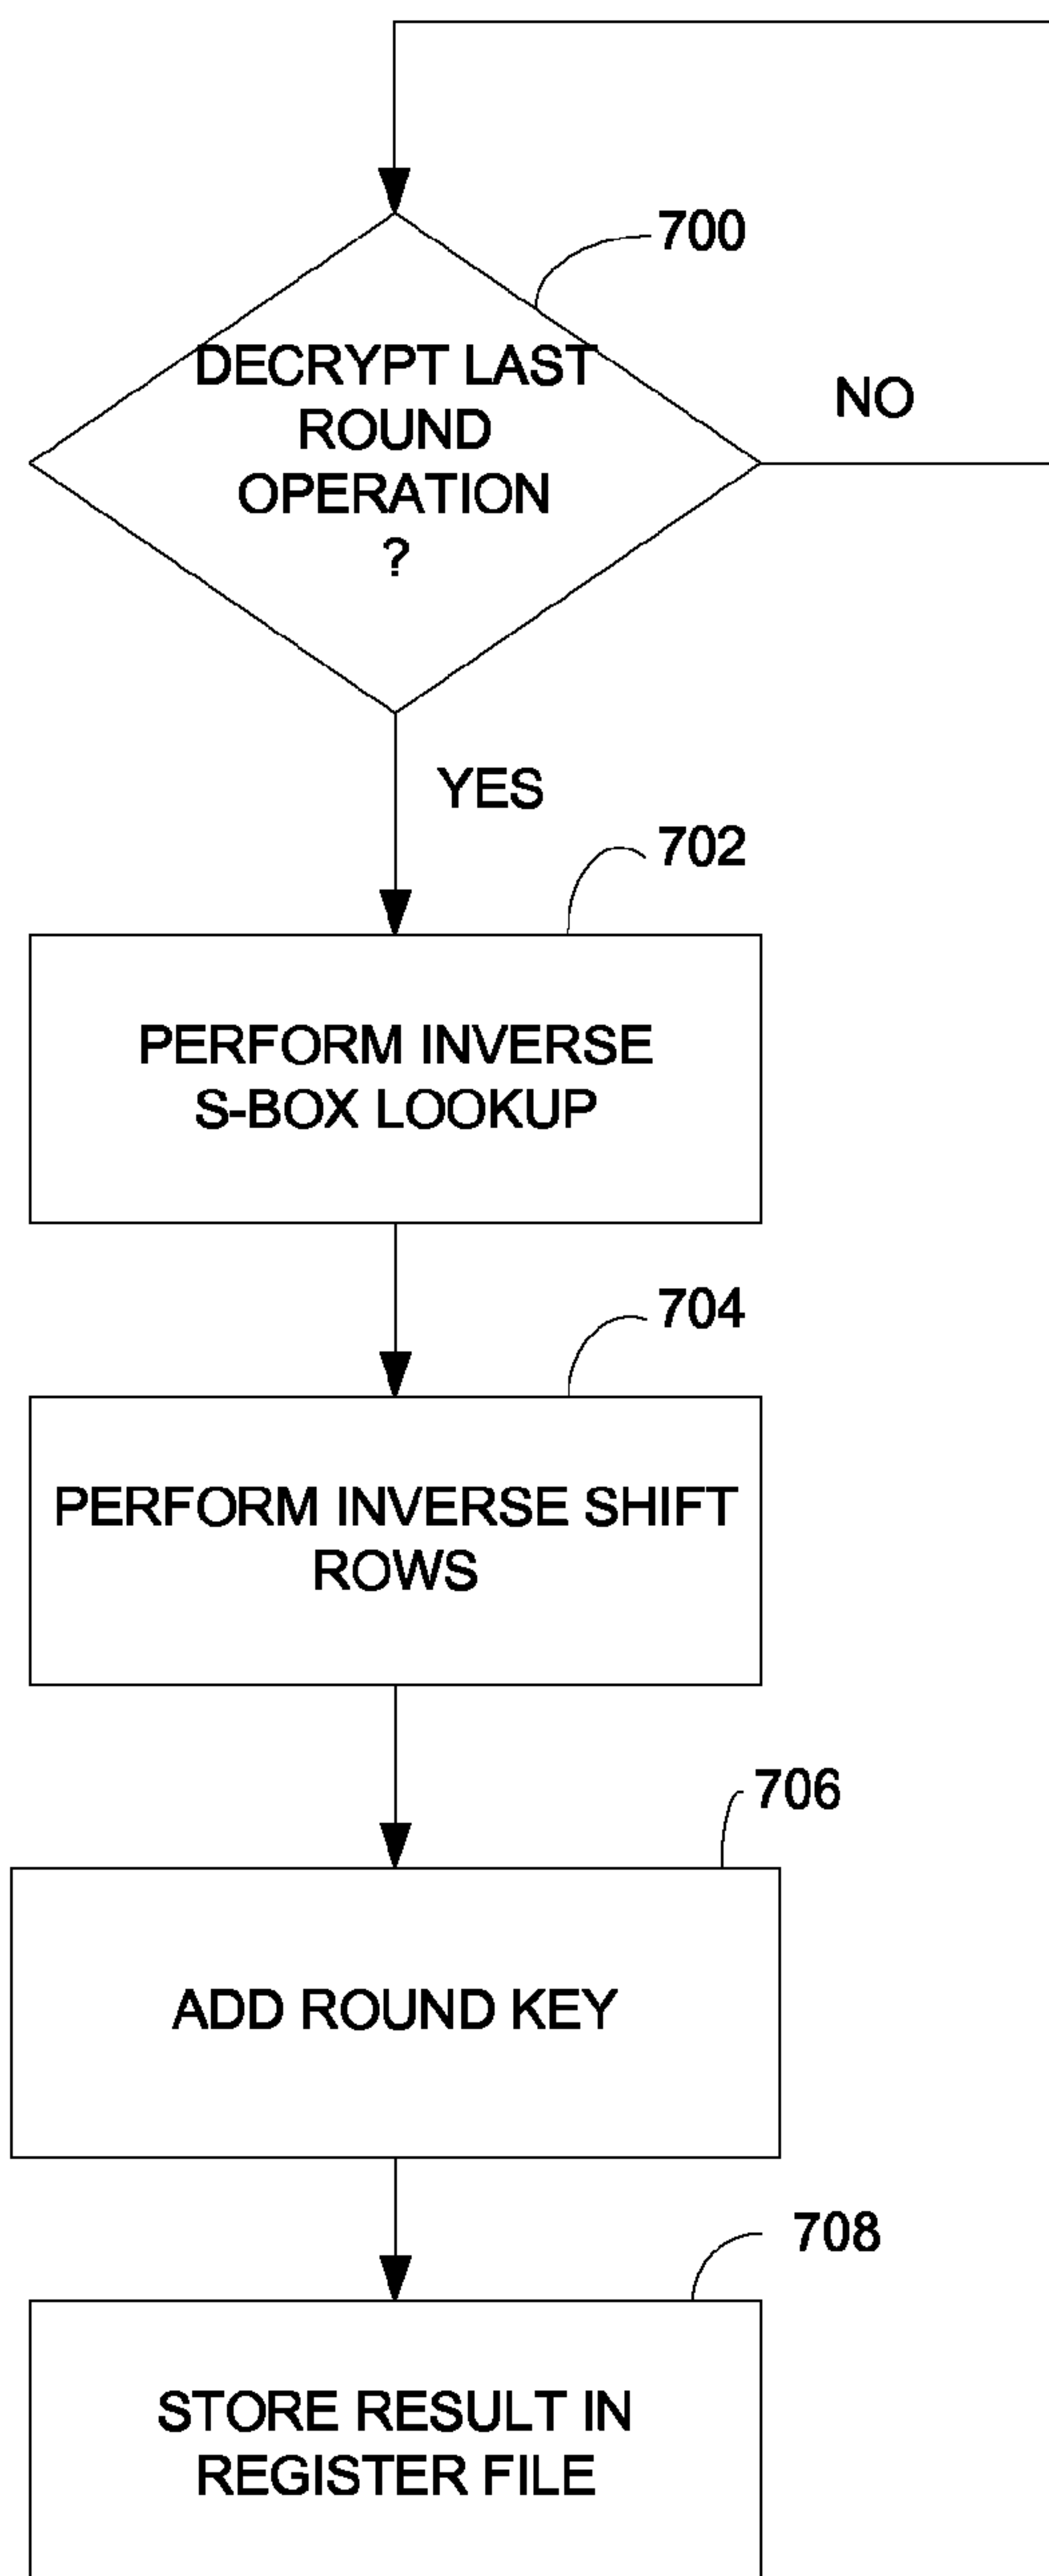 700
DECRYPT LAST
ROUND
OPERATION
?
NO
YES
702
PERFORM INVERSE
S-BOX LOOKUP
704
PERFORM INVERSE SHIFT
ROWS
706
ADD ROUND KEY
708
STORE RESULT IN
REGISTER FILE